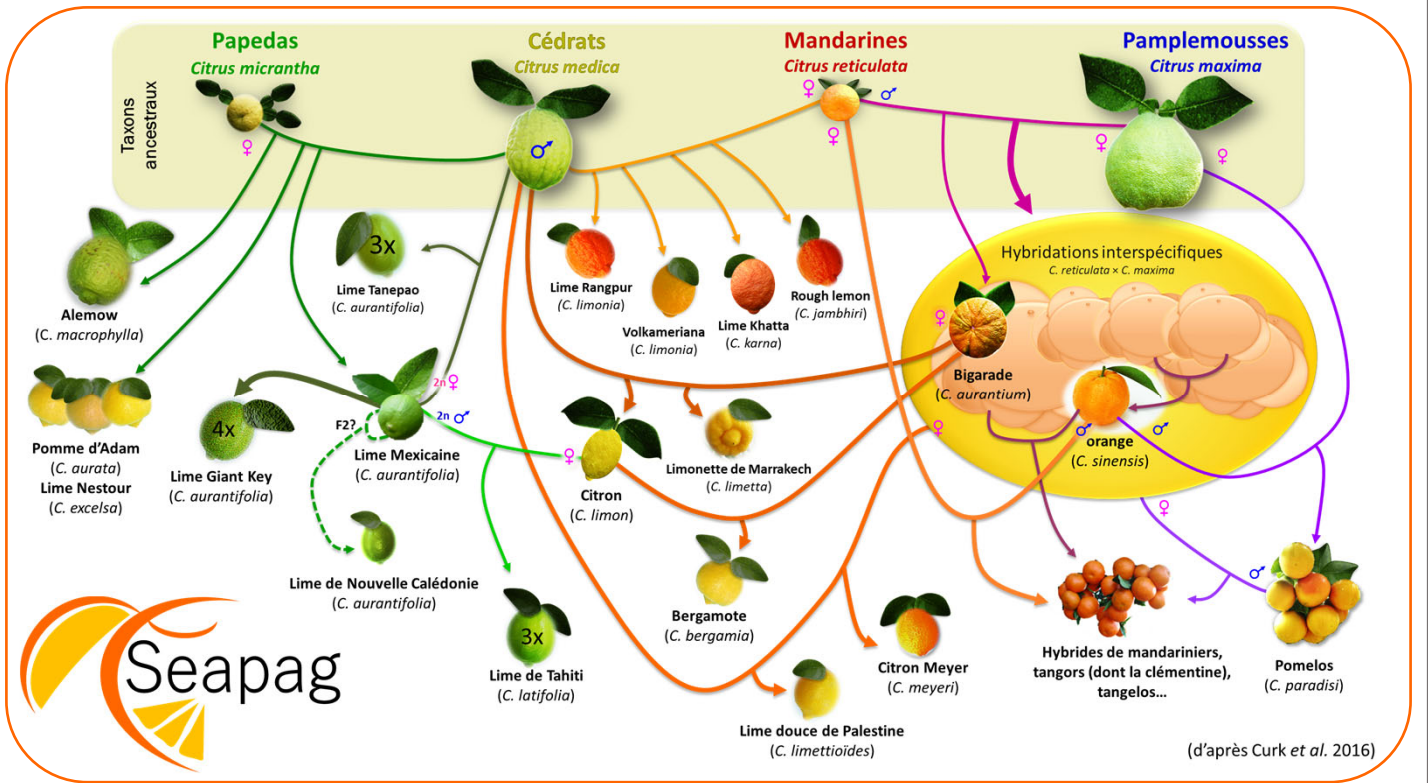 Papedas
Citrus micrantha
Cédrats
Citrus medica
Mandarines
Citrus reticulata
Pamplemousses
Citrus maxima
Taxons
ancestraux
♀
♂
♀
♂
♀
♀
♀
Alemow
(C. macrophylla)
3x
Lime Tanepao
(C. aurantifolia)
Lime Rangpur
(C. limonia)
Volkameriana
(C. limonia)
Lime Khatta
(C. karna)
Rough lemon
(C. jambhiri)
Hybridations interspécifiques
C. reticulata × C. maxima
♀
Bigarade
(C. aurantium)
♂
♂
orange
(C. sinensis)
♀
Pomme d'Adam
(C. aurata)
Lime Nestour
(C. excelsa)
4x
Lime Giant Key
(C. aurantifolia)
F2?
2n ♀
2n ♂
Lime Mexicaine
(C. aurantifolia)
♀
Citron
(C. limon)
Limonette de Marrakech
(C. limetta)
Lime de Nouvelle Calédonie
(C. aurantifolia)
3x
Lime de Tahiti
(C. latifolia)
Bergamote
(C. bergamia)
Lime douce de Palestine
(C. limettioïdes)
Citron Meyer
(C. meyeri)
♀
♂
Hybrides de mandariniers,
tangors (dont la clémentine),
tangelos…
Pomelos
(C. paradisi)
Seapag
(d'après Curk et al. 2016)